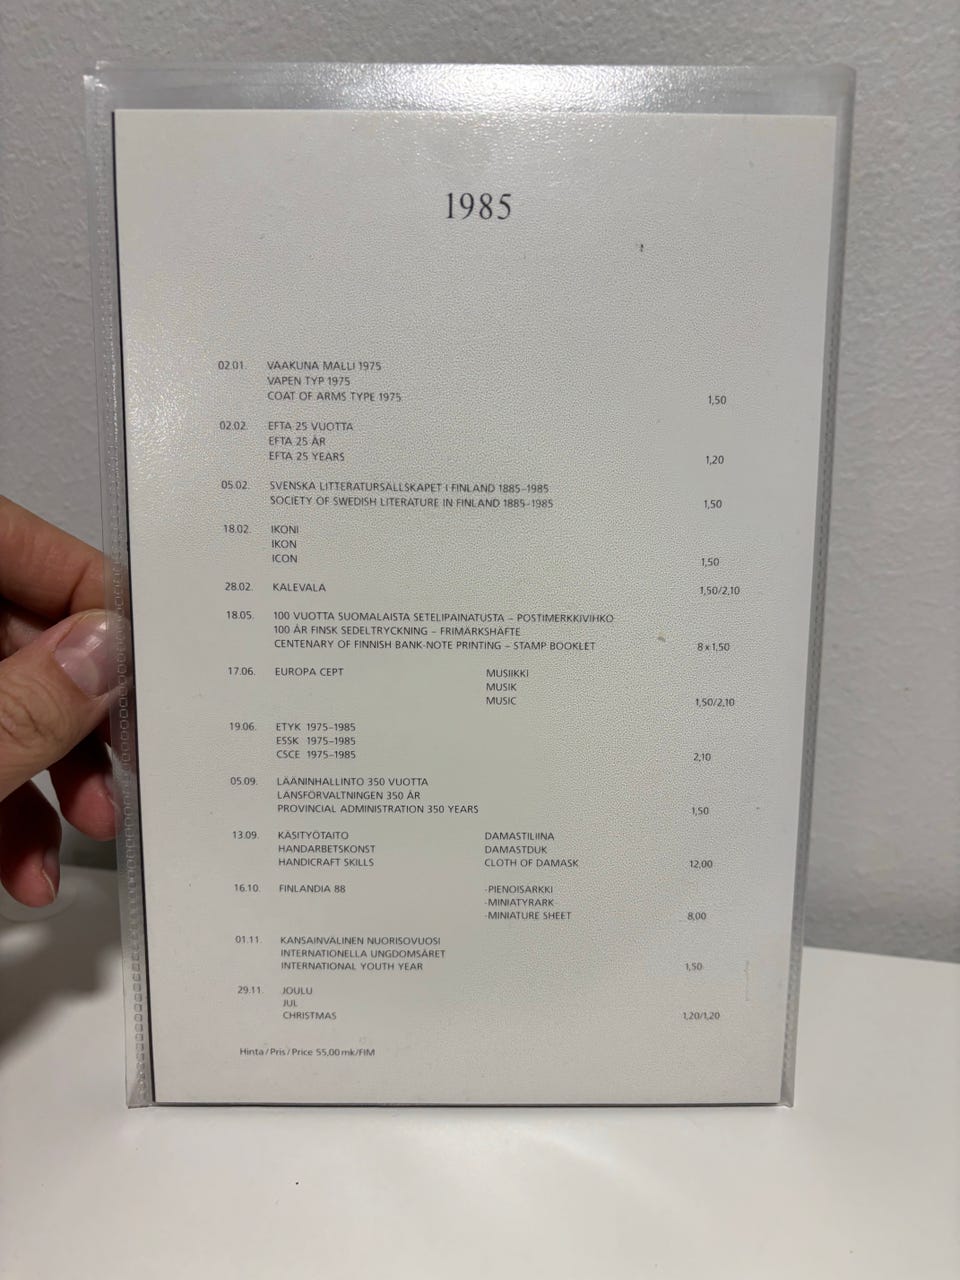 1985
02.01. VAAKUNA MALLI 1975
VAPEN TYP 1975
COAT OF ARMS TYPE 1975 1,50
02.02. EFTA 25 VUOTTA
EFTA 25 ÅR
EFTA 25 YEARS 1,20
05.02. SVENSKA LITTERATURSÄLLSKAPET I FINLAND 1885–1985
SOCIETY OF SWEDISH LITERATURE IN FINLAND 1885–1985 1,50
18.02. IKONI
IKON
ICON 1,50
28.02. KALEVALA 1,50/2,10
18.05. 100 VUOTTA SUOMALAISTA SETELIPAINATUSTA – POSTIMERKKIVIHKO
100 ÅR FINSK SEDELTRYCKNING – FRIMÄRKSHÄFTE
CENTENARY OF FINNISH BANK-NOTE PRINTING – STAMP BOOKLET 8x1,50
17.06. EUROPA CEPT MUSIIKKI
MUSIK
MUSIC 1,50/2,10
19.06. ETYK 1975–1985
ESSK 1975–1985
CSCE 1975–1985 2,10
05.09. LÄÄNINHALLINTO 350 VUOTTA
LÄNSFÖRVALTNINGEN 350 ÅR
PROVINCIAL ADMINISTRATION 350 YEARS 1,50
13.09. KÄSITYÖTAITO DAMASTILIINA
HANDARBETSKONST DAMASTDUK
HANDICRAFT SKILLS CLOTH OF DAMASK 12,00
16.10. FINLANDIA 88 -PIENOISARKKI
-MINIATYRARK
-MINIATURE SHEET 8,00
01.11. KANSAINVÄLINEN NUORISOVUOSI
INTERNATIONELLA UNGDOMSÅRET
INTERNATIONAL YOUTH YEAR 1,50
29.11. JOULU
JUL
CHRISTMAS 1,20/1,20
Hinta/Pris/Price 55,00 mk/FIM